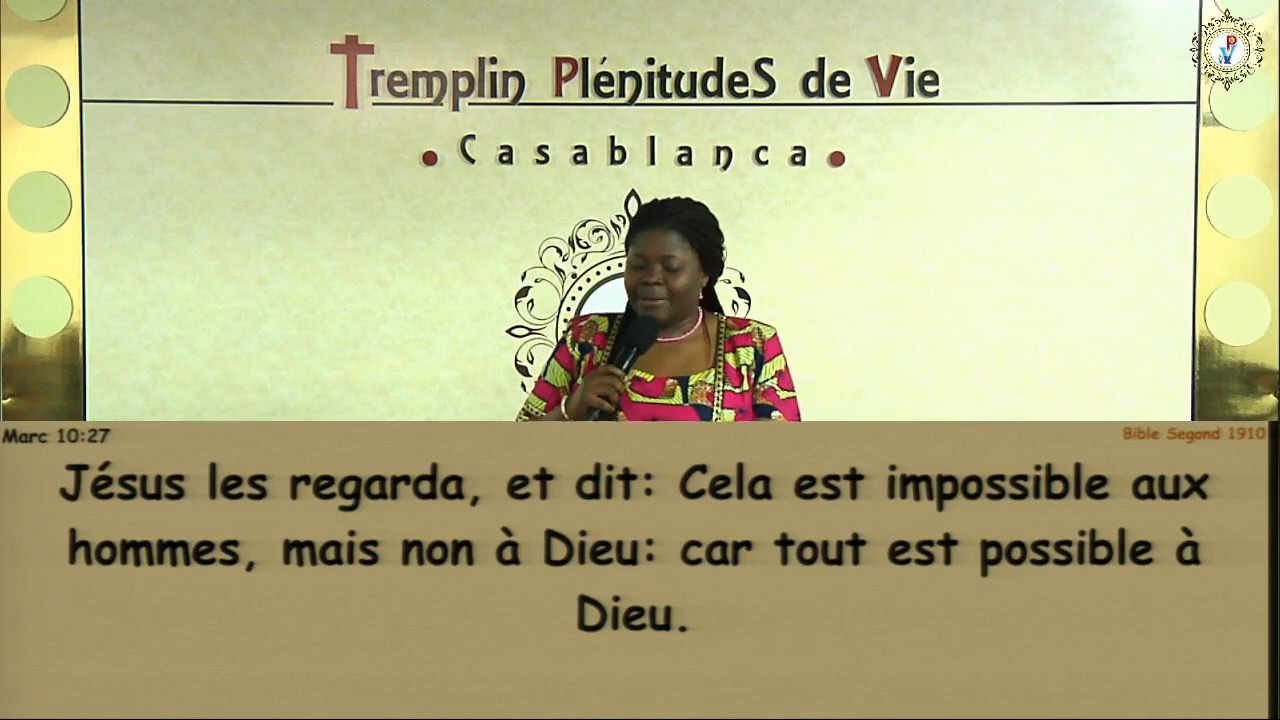 Tremplin PlénitudeS de Vie
• Casablanca •
Marc 10:27
Bible Segond 1910
Jésus les regarda, et dit: Cela est impossible aux
hommes, mais non à Dieu: car tout est possible à
Dieu.